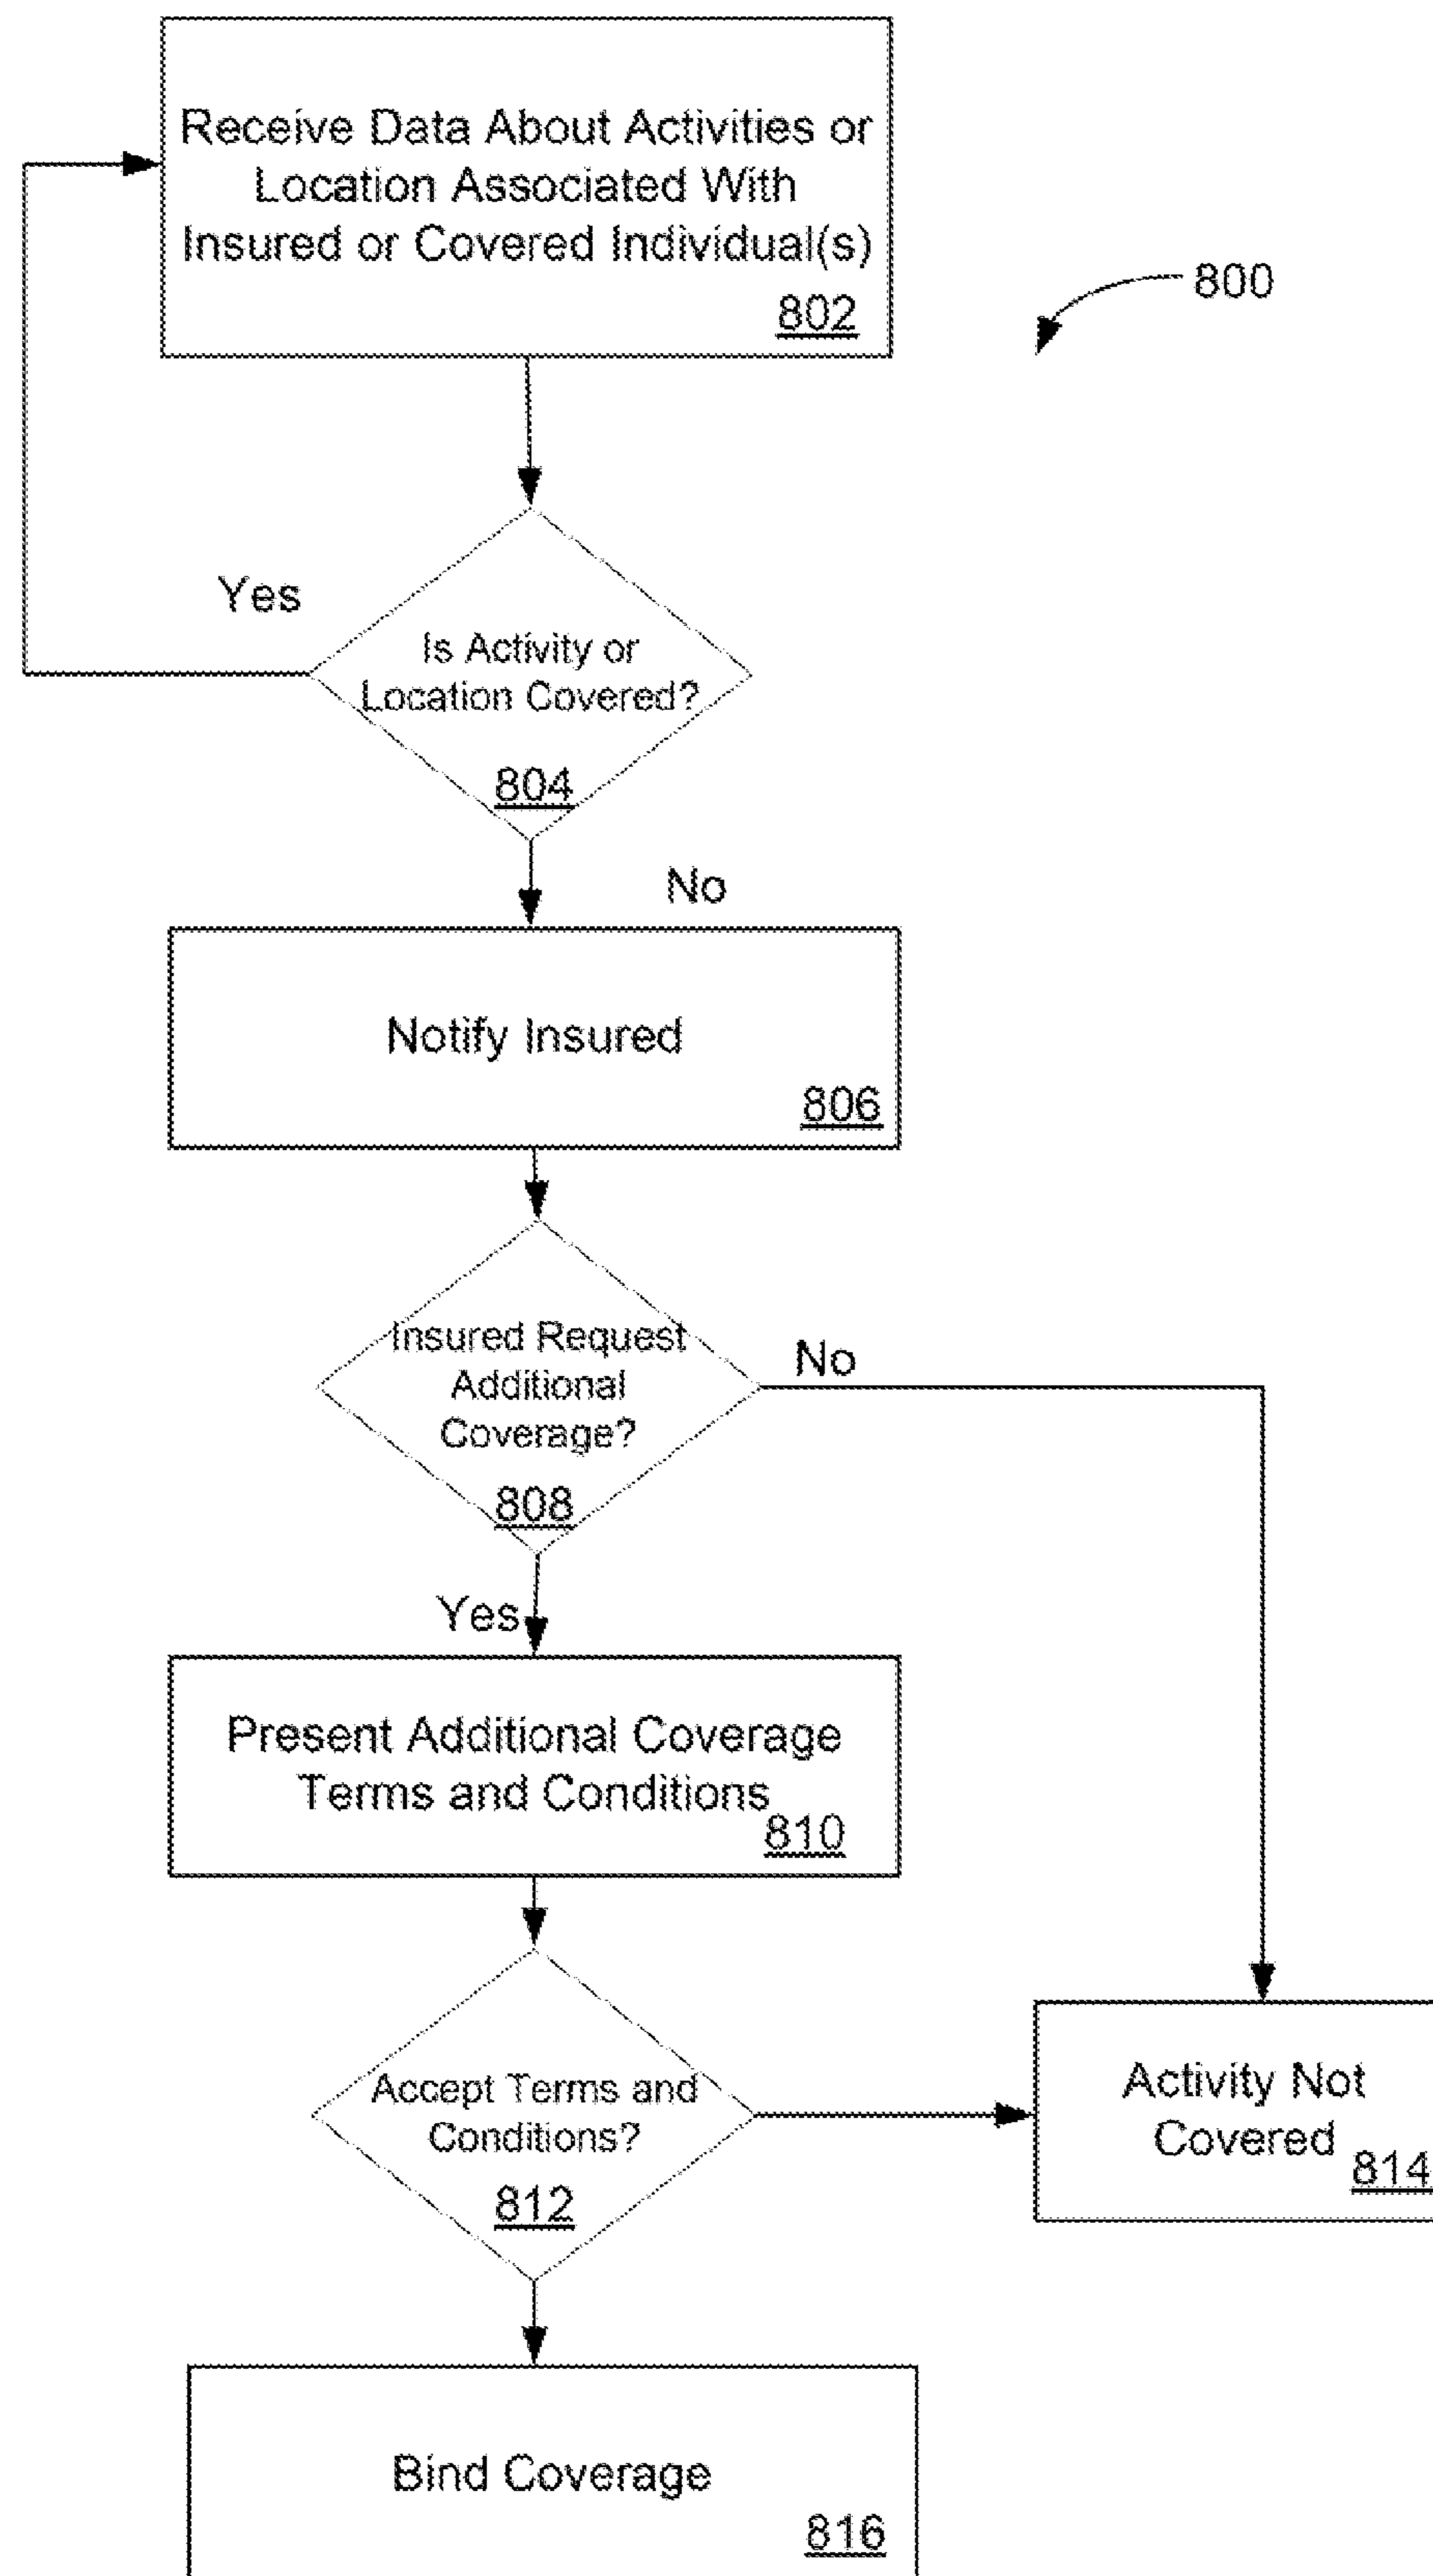 Receive Data About Activities or
Location Associated With
Insured or Covered Individual(s)
802
800
Yes
Is Activity or
Location Covered?
804
No
Notify Insured
806
Insured Request
Additional
Coverage?
808
No
Yes
Present Additional Coverage
Terms and Conditions
810
Accept Terms and
Conditions?
812
Activity Not
Covered
814
Bind Coverage
816